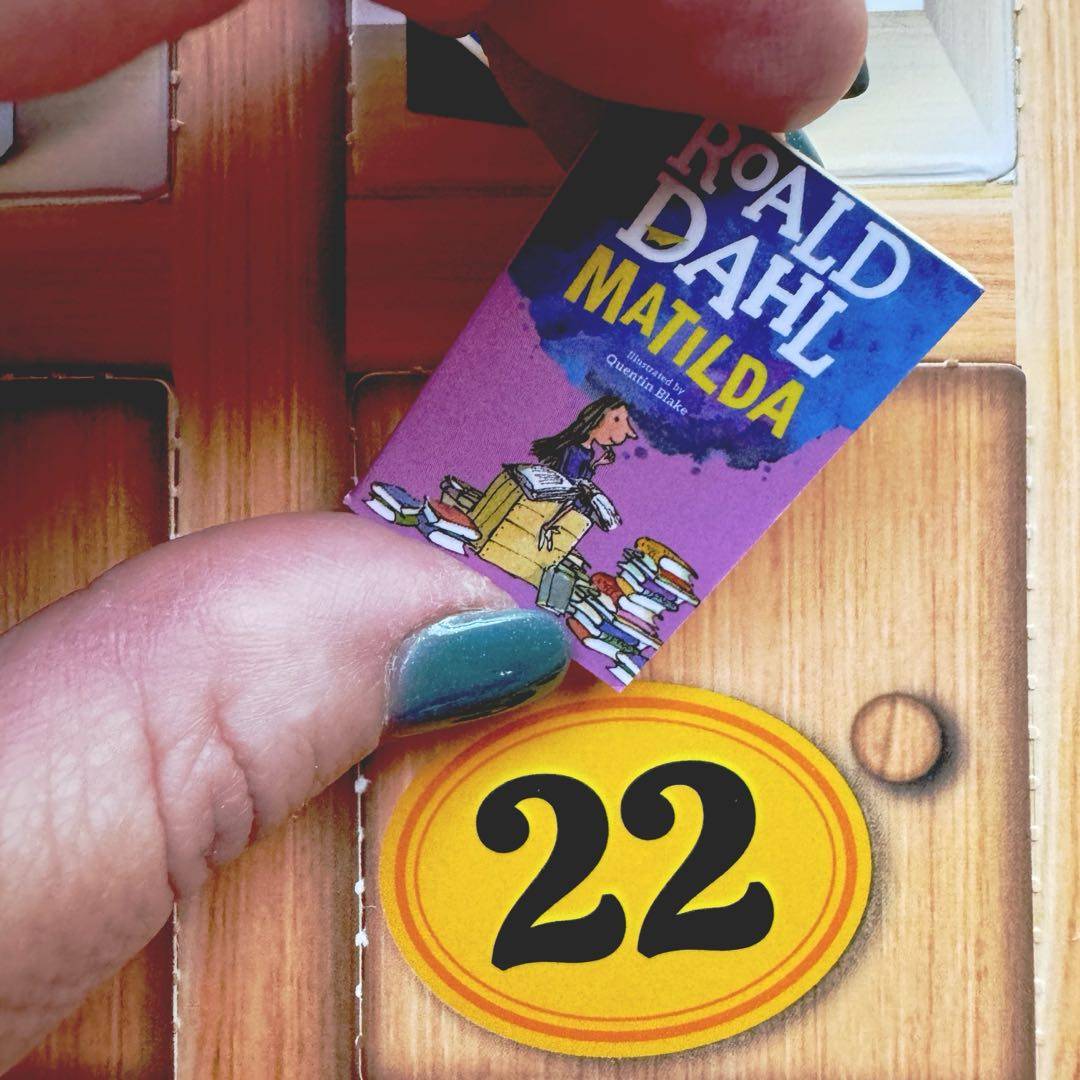 ROALD
DAHL
MATILDA
Illustrated by
Quentin Blake
22